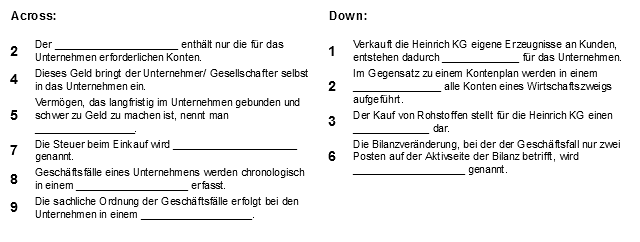 Across:
2 Der ______________________ enthält nur die für das
Unternehmen erforderlichen Konten.
4 Dieses Geld bringt der Unternehmer/ Gesellschafter selbst
in das Unternehmen ein.
5 Vermögen, das langfristig im Unternehmen gebunden und
schwer zu Geld zu machen ist, nennt man
__________________.
7 Die Steuer beim Einkauf wird ______________________
genannt.
8 Geschäftsfälle eines Unternehmens werden chronologisch
in einem ____________________ erfasst.
9 Die sachliche Ordnung der Geschäftsfälle erfolgt bei den
Unternehmen in einem ____________________.
Down:
1 Verkauft die Heinrich KG eigene Erzeugnisse an Kunden,
entstehen dadurch ______________ für das Unternehmen.
2 Im Gegensatz zu einem Kontenplan werden in einem
________________ alle Konten eines Wirtschaftszweigs
aufgeführt.
3 Der Kauf von Rohstoffen stellt für die Heinrich KG einen
______________ dar.
6 Die Bilanzveränderung, bei der der Geschäftsfall nur zwei
Posten auf der Aktivseite der Bilanz betrifft, wird
____________________ genannt.